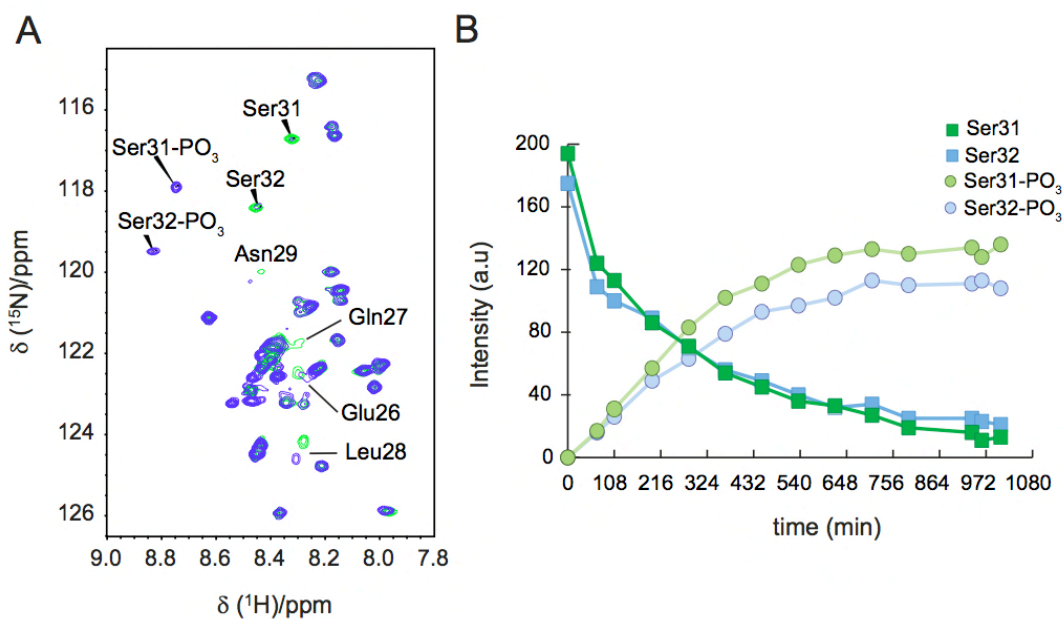 A
B
116
118
120
122
124
126
δ (¹⁵N)/ppm
Ser31
Ser31-PO₃
Ser32
Ser32-PO₃
Asn29
Gln27
Glu26
Leu28
9.0 8.8 8.6 8.4 8.2 8.0 7.8
δ (¹H)/ppm
Ser31
Ser32
Ser31-PO₃
Ser32-PO₃
200
160
120
80
40
0
Intensity (a.u)
0 108 216 324 432 540 648 756 864 972 1080
time (min)